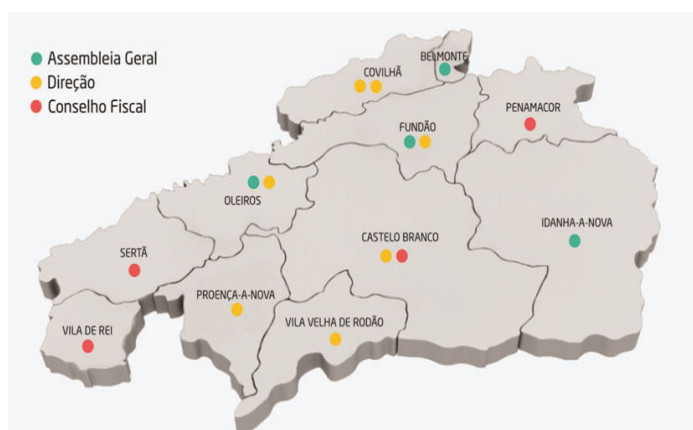 Assembleia Geral
Direção
Conselho Fiscal
BELMONTE
COVILHÃ
PENAMACOR
FUNDÃO
OLEIROS
IDANHA-A-NOVA
CASTELO BRANCO
SERTÃ
PROENÇA-A-NOVA
VILA VELHA DE RODÃO
VILA DE REI